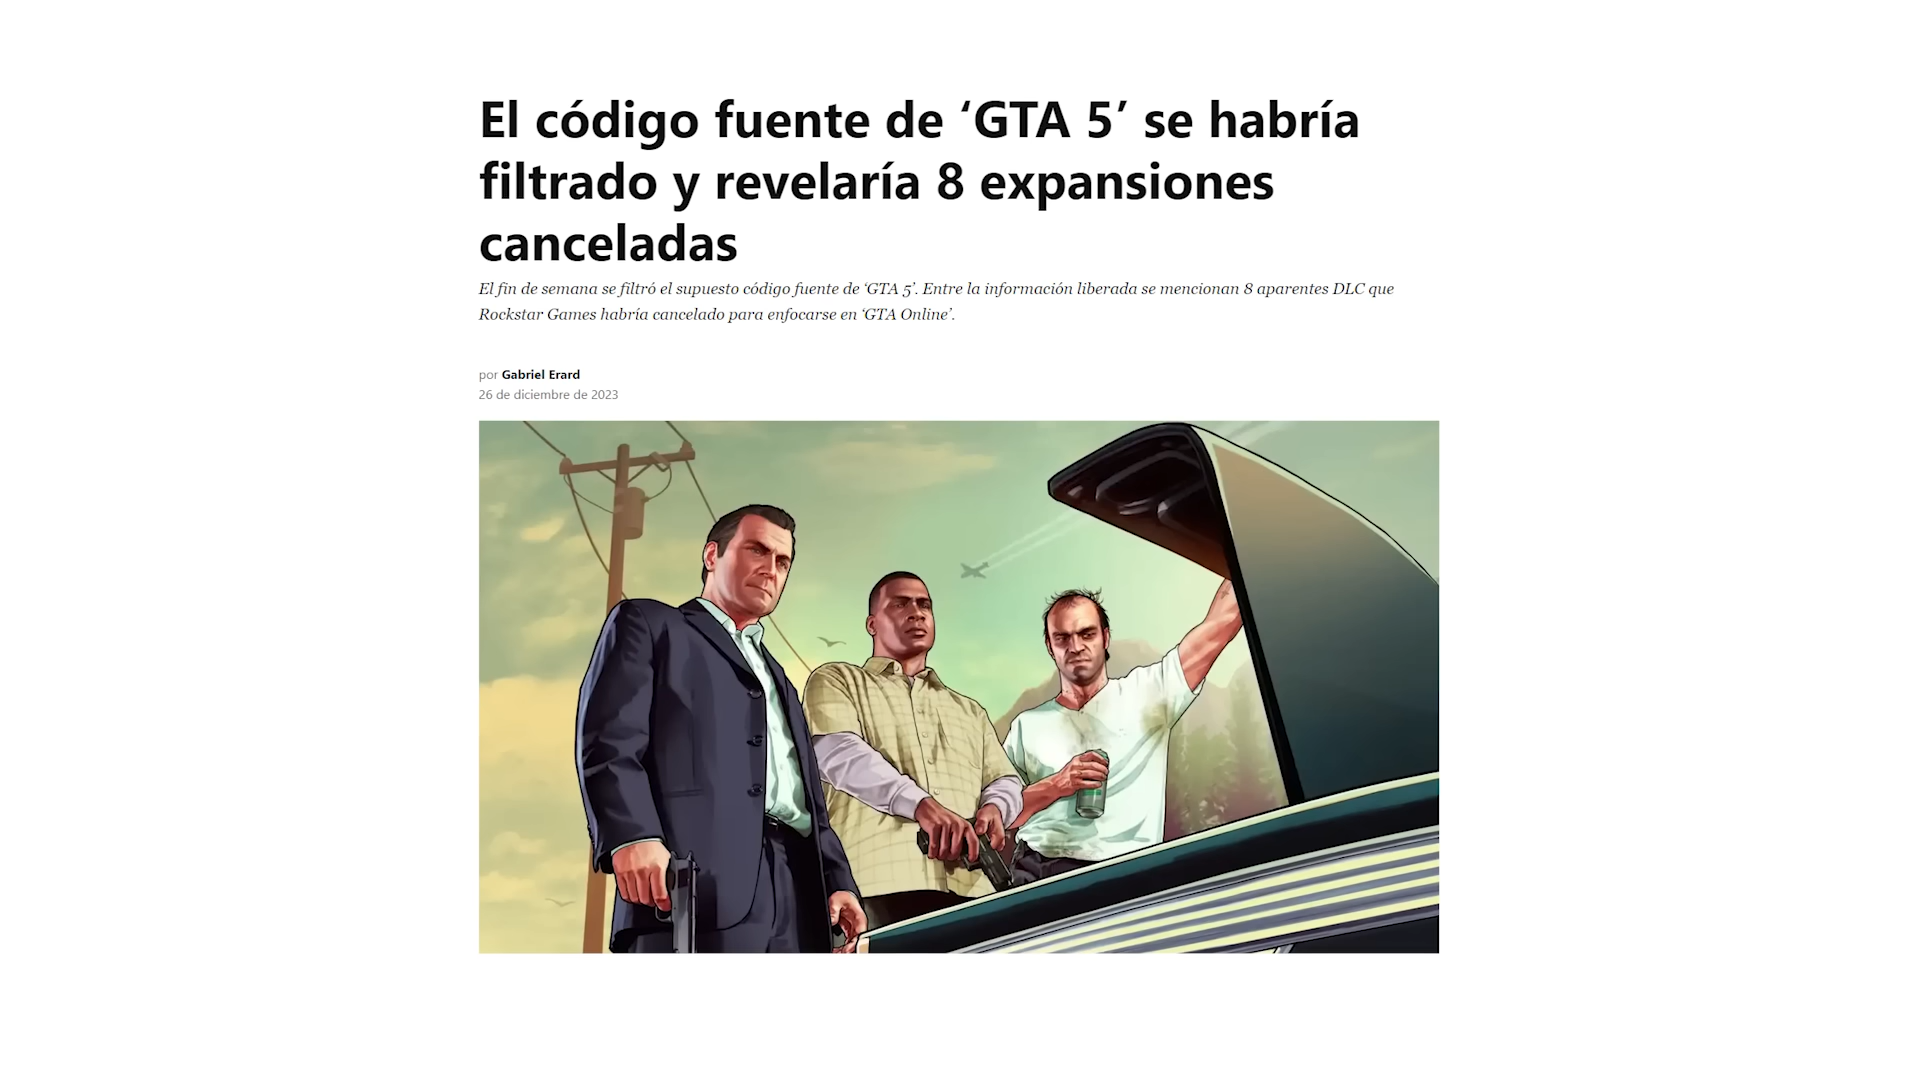 El código fuente de ‘GTA 5’ se habría
filtrado y revelaría 8 expansiones
canceladas
El fin de semana se filtró el supuesto código fuente de ‘GTA 5’. Entre la información liberada se mencionan 8 aparentes DLC que
Rockstar Games habría cancelado para enfocarse en ‘GTA Online’.
por Gabriel Erard
26 de diciembre de 2023